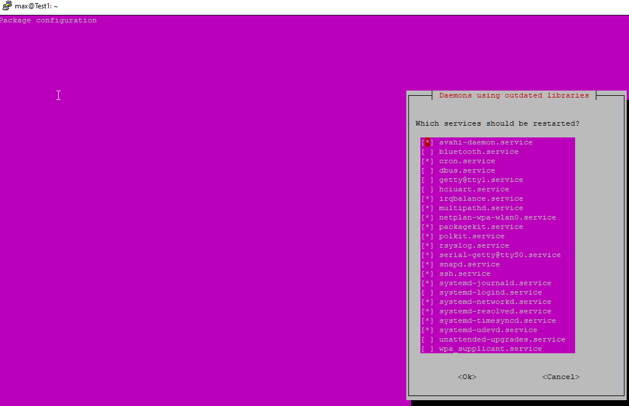 max@Test1: ~
Package configuration
Daemons using outdated libraries
Which services should be restarted?
[*] avahi-daemon.service
[ ] bluetooth.service
[*] cron.service
[ ] dbus.service
[ ] getty@tty1.service
[ ] hciuart.service
[*] irqbalance.service
[*] multipathd.service
[*] netplan-wpa-wlan0.service
[*] packagekit.service
[*] polkit.service
[*] rsyslog.service
[*] serial-getty@ttyS0.service
[*] snapd.service
[*] ssh.service
[*] systemd-journald.service
[ ] systemd-logind.service
[*] systemd-networkd.service
[*] systemd-resolved.service
[*] systemd-timesyncd.service
[*] systemd-udevd.service
[ ] unattended-upgrades.service
[ ] wpa_supplicant.service
<Ok> <Cancel>